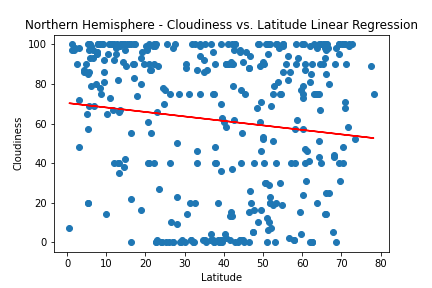 Northern Hemisphere - Cloudiness vs. Latitude Linear Regression
100
80
60
40
20
0
Cloudiness
0 10 20 30 40 50 60 70 80
Latitude